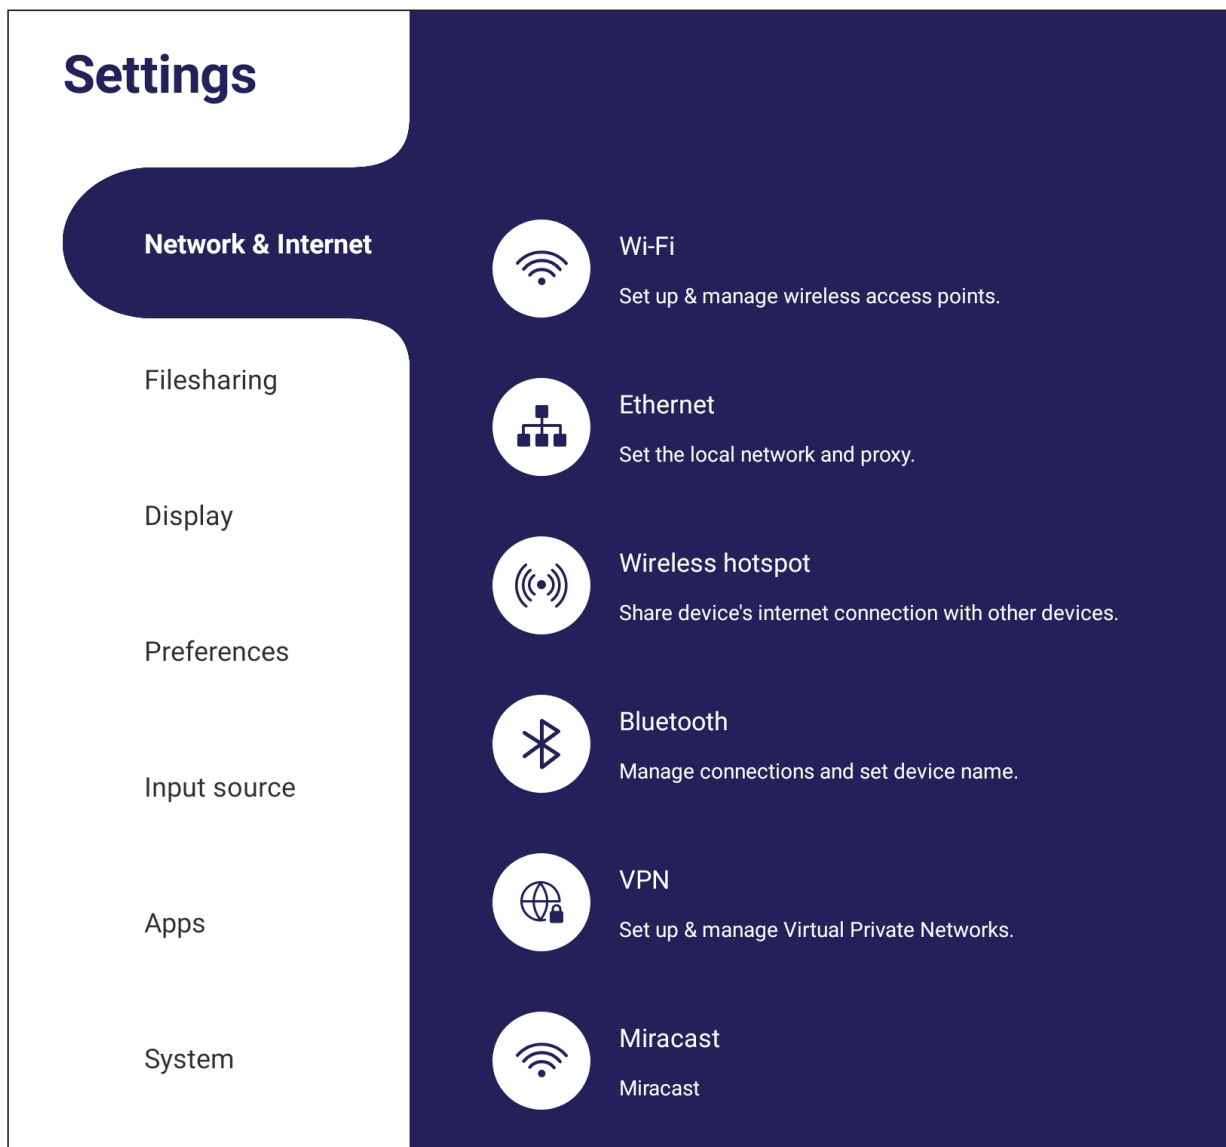 Settings
Network & Internet
Filesharing
Display
Preferences
Input source
Apps
System
Wi-Fi
Set up & manage wireless access points.
Ethernet
Set the local network and proxy.
Wireless hotspot
Share device's internet connection with other devices.
Bluetooth
Manage connections and set device name.
VPN
Set up & manage Virtual Private Networks.
Miracast
Miracast